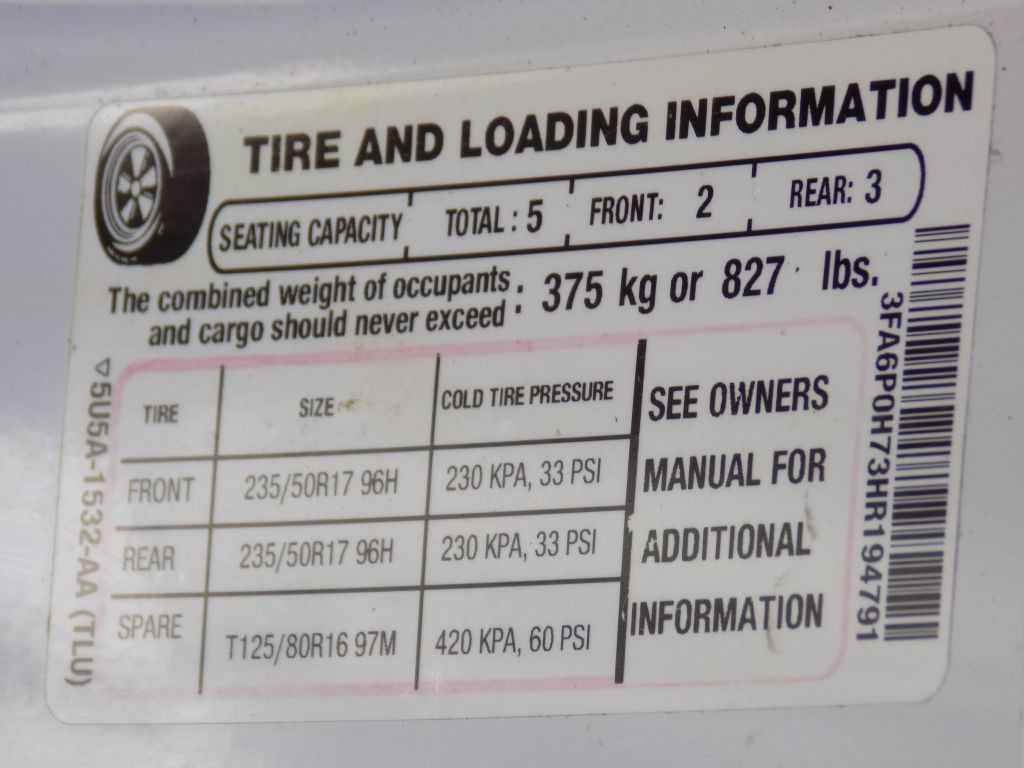 TIRE AND LOADING INFORMATION
SEATING CAPACITY TOTAL : 5 FRONT: 2 REAR: 3
The combined weight of occupants
and cargo should never exceed : 375 kg or 827 lbs.
TIRE SIZE COLD TIRE PRESSURE
FRONT 235/50R17 96H 230 KPA, 33 PSI
REAR 235/50R17 96H 230 KPA, 33 PSI
SPARE T125/80R16 97M 420 KPA, 60 PSI
SEE OWNERS
MANUAL FOR
ADDITIONAL
INFORMATION
3FA6P0H73HR194791
5U5A-1532-AA (TLU)